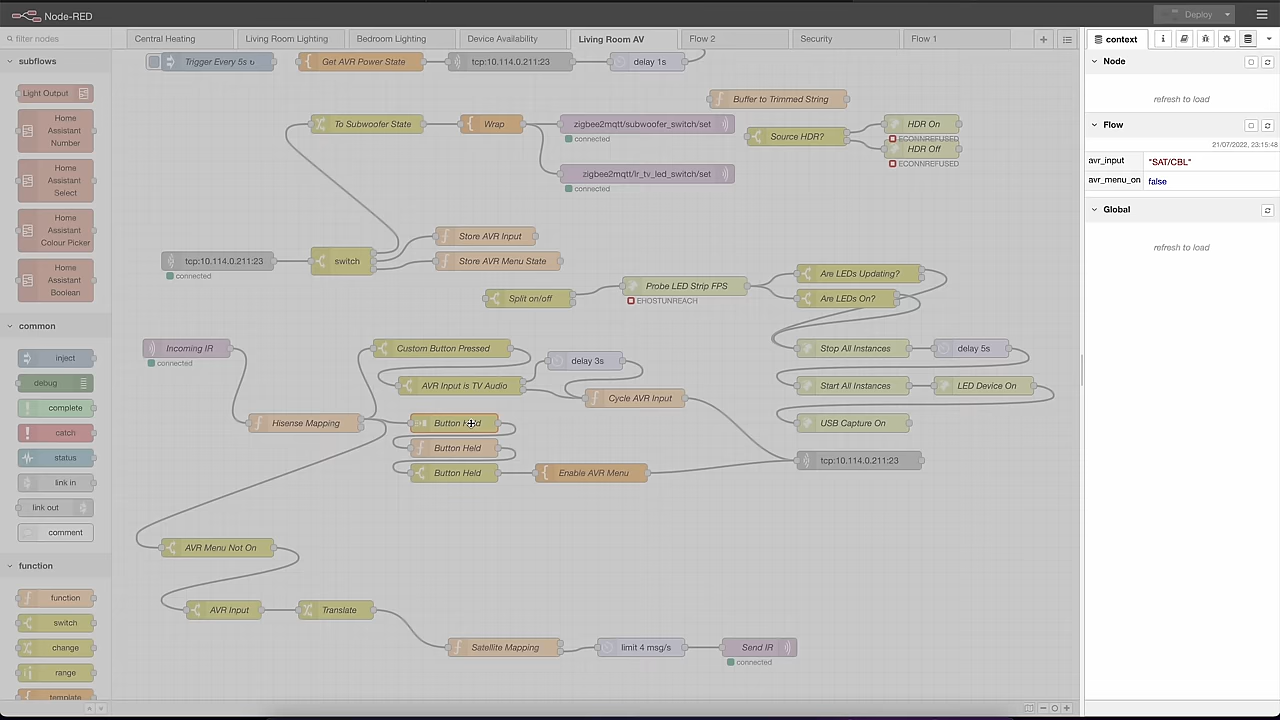 Node-RED
Deploy
filter nodes
Central Heating
Living Room Lighting
Bedroom Lighting
Device Availability
Living Room AV
Flow 2
Security
Flow 1
context
subflows
Light Output
Home
Assistant
Number
Home
Assistant
Select
Home
Assistant
Colour Picker
Home
Assistant
Boolean
common
inject
debug
complete
catch
status
link in
link out
comment
function
function
switch
change
range
template
Trigger Every 5s ↻
Get AVR Power State
tcp:10.114.0.211:23
delay 1s
Buffer to Trimmed String
To Subwoofer State
Wrap
zigbee2mqtt/subwoofer_switch/set
connected
Source HDR?
HDR On
ECONNREFUSED
HDR Off
ECONNREFUSED
zigbee2mqtt/lr_tv_led_switch/set
connected
Store AVR Input
tcp:10.114.0.211:23
connected
switch
Store AVR Menu State
Split on/off
Probe LED Strip FPS
EHOSTUNREACH
Are LEDs Updating?
Are LEDs On?
Incoming IR
connected
Custom Button Pressed
delay 3s
Stop All Instances
delay 5s
AVR Input is TV Audio
Cycle AVR Input
Start All Instances
LED Device On
Hisense Mapping
Button Held
USB Capture On
Button Held
Button Held
Enable AVR Menu
tcp:10.114.0.211:23
AVR Menu Not On
AVR Input
Translate
Satellite Mapping
limit 4 msg/s
Send IR
connected
Node
refresh to load
Flow
21/07/2022, 23:15:48
avr_input
"SAT/CBL"
avr_menu_on
false
Global
refresh to load